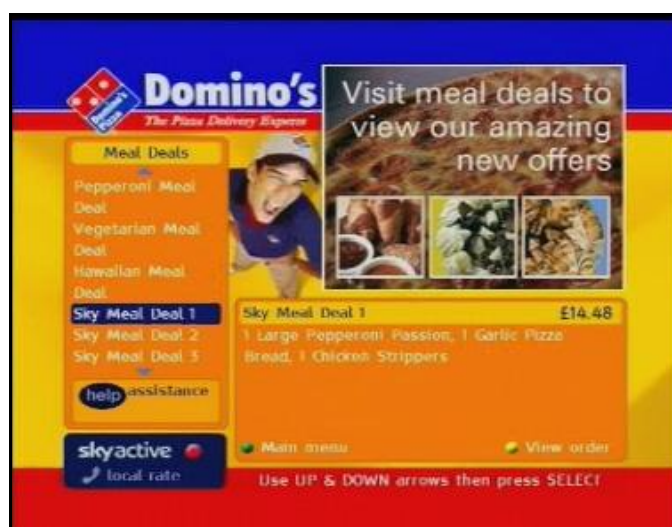 Domino's
The Pizza Delivery Experts
Domino's
Pizza
Visit meal deals to
view our amazing
new offers
Meal Deals
Pepperoni Meal
Deal
Vegetarian Meal
Deal
Hawaiian Meal
Deal
Sky Meal Deal 1
Sky Meal Deal 2
Sky Meal Deal 3
help assistance
Sky Meal Deal 1 £14.48
1 Large Pepperoni Passion, 1 Garlic Pizza
Bread, 1 Chicken Strippers
Main menu View order
skyactive
local rate
Use UP & DOWN arrows then press SELECT